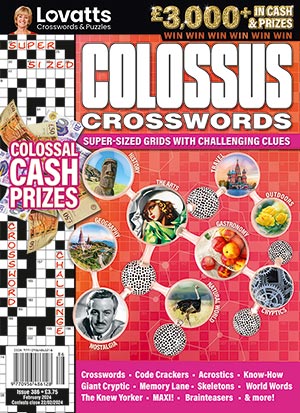 Lovatts
Crosswords & Puzzles
£3,000+ IN CASH & PRIZES
WIN WIN WIN WIN WIN WIN
COLOSSUS
CROSSWORDS
SUPER-SIZED GRIDS WITH CHALLENGING CLUES
SUPER
SIZED
COLOSSAL
CASH
PRIZES
CROSSWORD
CHALLENGE
HISTORY
THE ARTS
TRAVEL
OUTDOORS
GEOGRAPHY
GASTRONOMY
NATURAL WORLD
CRYPTICS
NOSTALGIA
Crosswords • Code Crackers • Acrostics • Know-How
Giant Cryptic • Memory Lane • Skeletons • World Words
The Knew Yorker • MAXI! • Brainteasers • & more!
86
9770956486128
Issue 386 • £3.75
February 2024
Contests close 22/02/2024